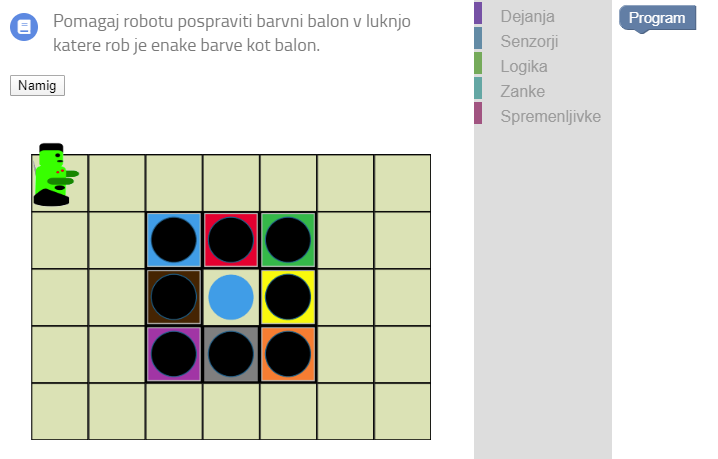 Pomagaj robotu pospraviti barvni balon v luknjo
katere rob je enake barve kot balon.
Namig
Dejanja
Senzorji
Logika
Zanke
Spremenljivke
Program